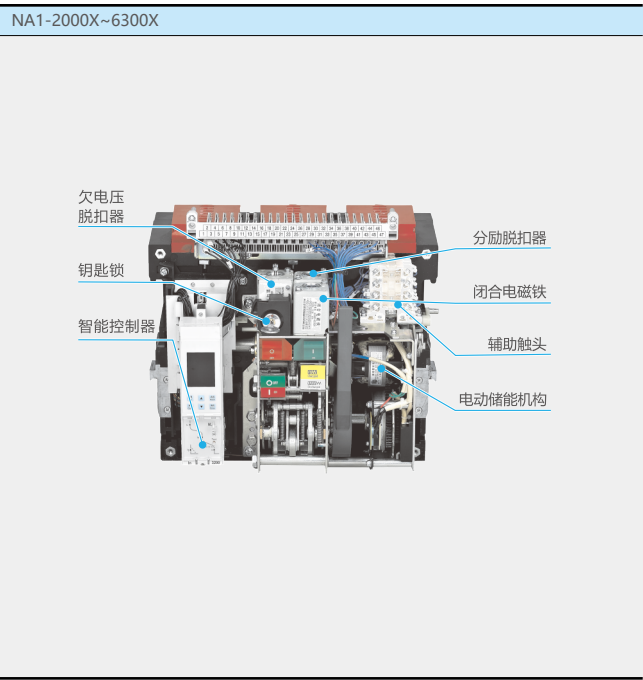 NA1-2000X~6300X
欠电压
脱扣器
分励脱扣器
钥匙锁
闭合电磁铁
智能控制器
辅助触头
电动储能机构